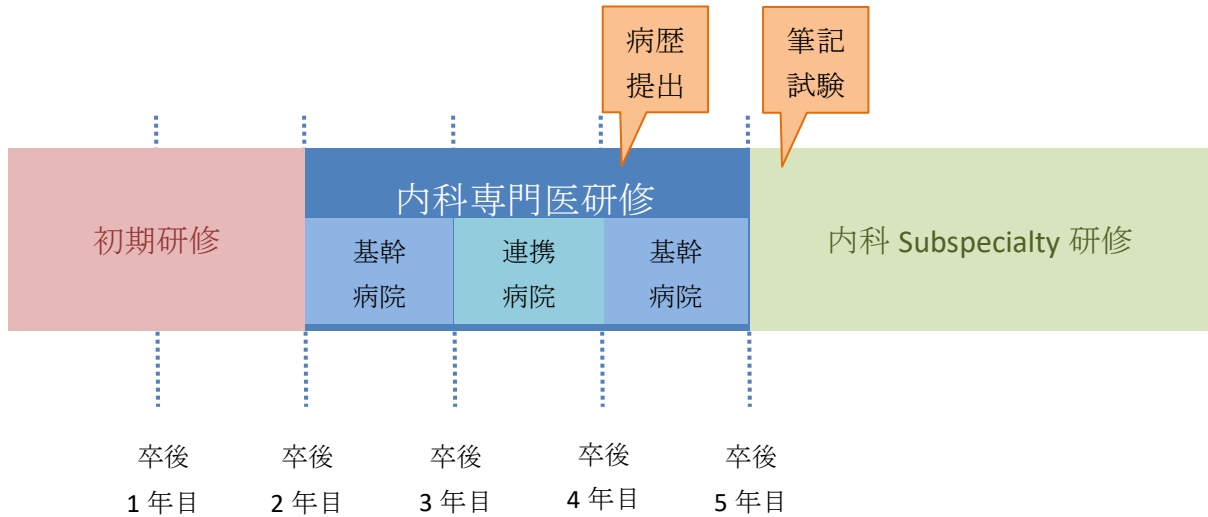 病歴
提出
筆記
試験
初期研修
内科専門医研修
基幹
病院
連携
病院
基幹
病院
内科 Subspecialty 研修
卒後
1 年目
卒後
2 年目
卒後
3 年目
卒後
4 年目
卒後
5 年目